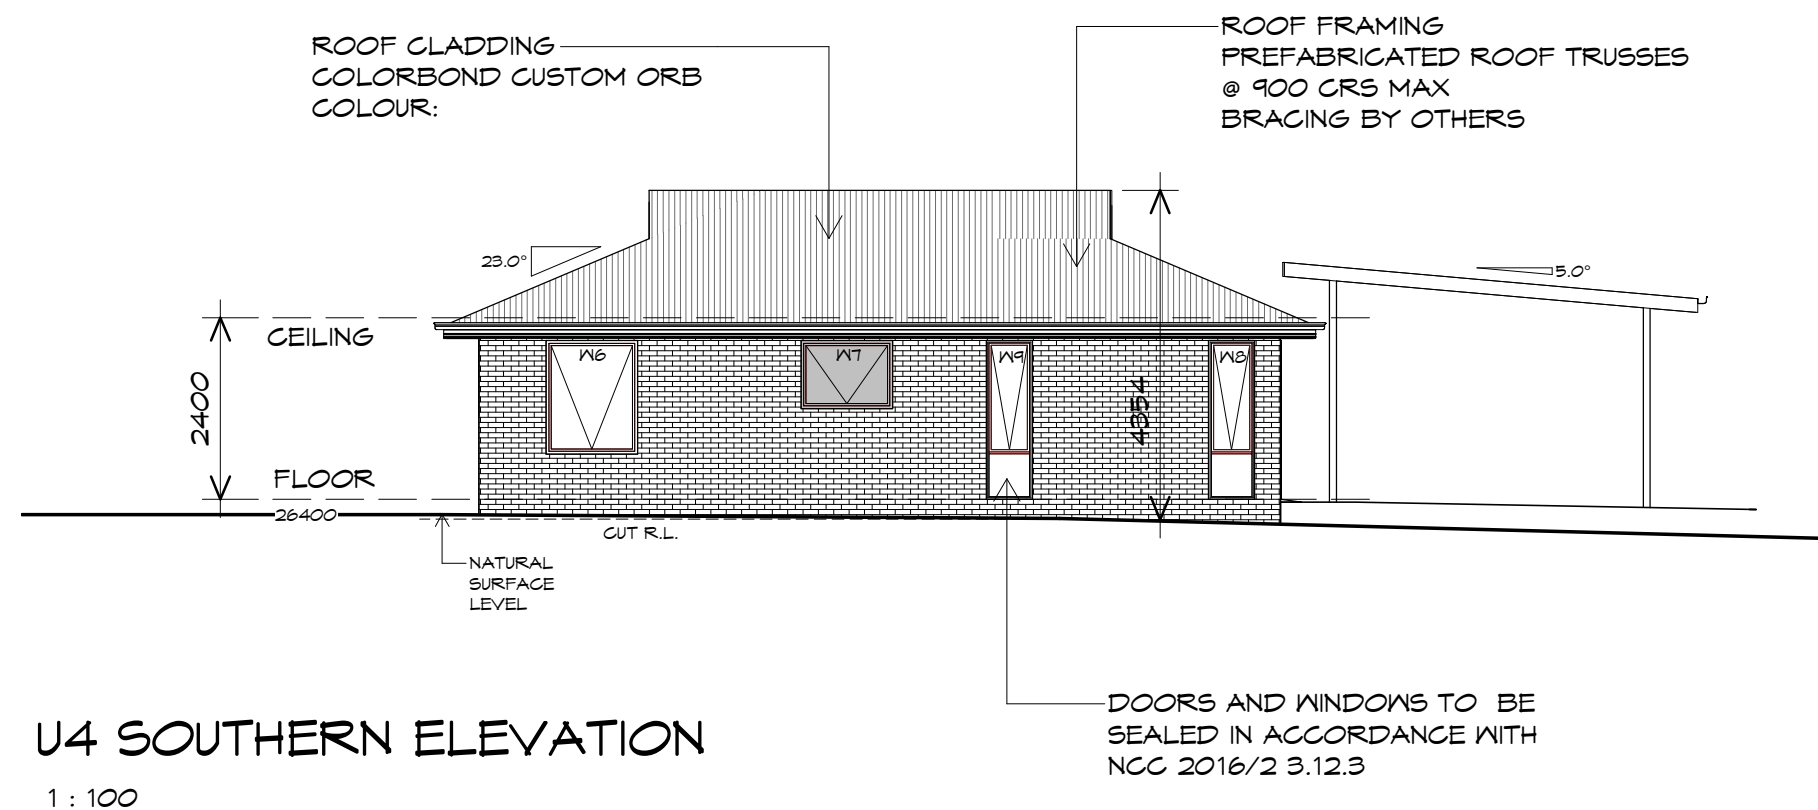 ROOF CLADDING
COLORBOND CUSTOM ORB
COLOUR:
ROOF FRAMING
PREFABRICATED ROOF TRUSSES
@ 900 CRS MAX
BRACING BY OTHERS
23.0°
5.0°
CEILING
2400
FLOOR
26400
W6
W7
W9
W8
4354
CUT R.L.
NATURAL
SURFACE
LEVEL
DOORS AND WINDOWS TO BE
SEALED IN ACCORDANCE WITH
NCC 2016/2 3.12.3
U4 SOUTHERN ELEVATION
1 : 100